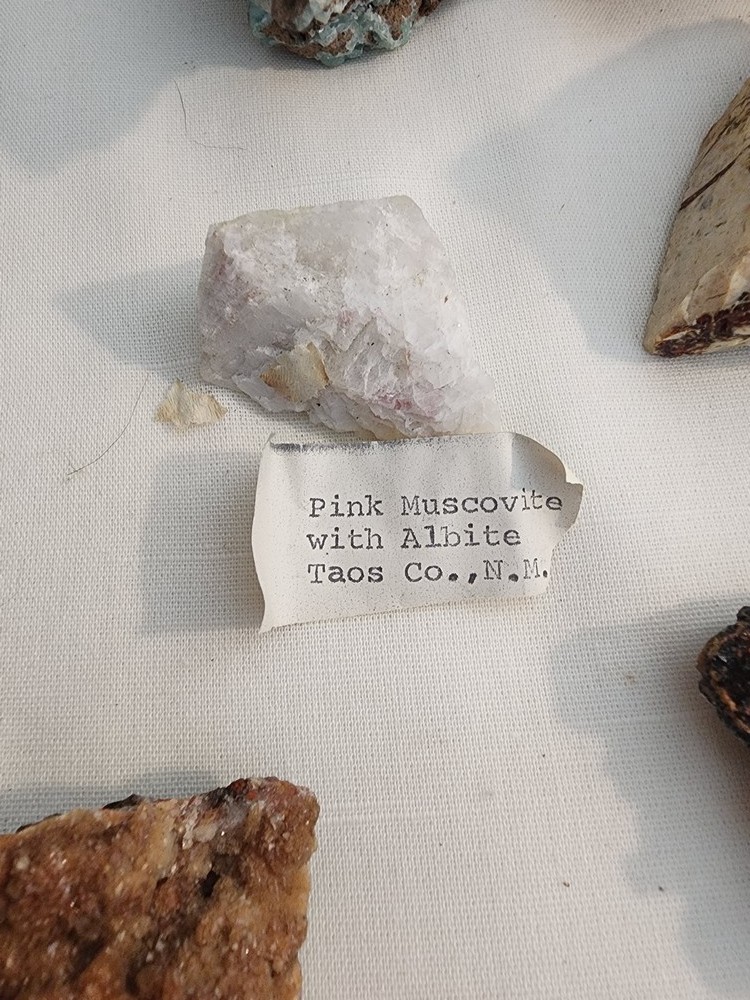 Pink Muscovite
with Albite
Taos Co.,N.M.